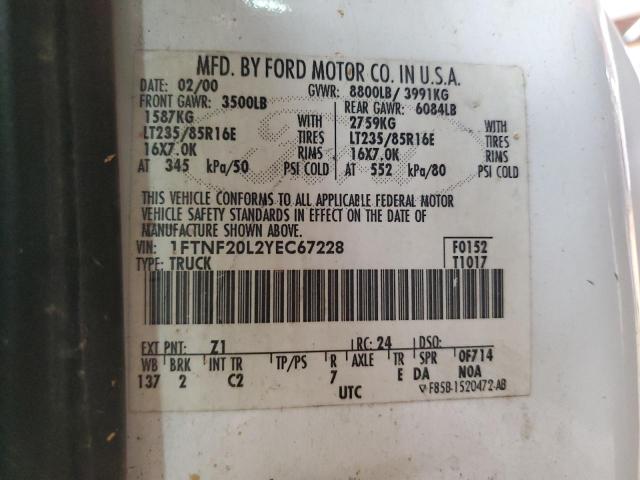 MFD. BY FORD MOTOR CO. IN U.S.A.
DATE: 02/00 GVWR: 8800LB/ 3991KG
FRONT GAWR: 3500LB REAR GAWR: 6084LB
1587KG WITH 2759KG WITH
LT235/85R16E TIRES LT235/85R16E TIRES
16X7.0K RIMS 16X7.0K RIMS
AT 345 kPa/50 PSI COLD AT 552 kPa/80 PSI COLD
THIS VEHICLE CONFORMS TO ALL APPLICABLE FEDERAL MOTOR
VEHICLE SAFETY STANDARDS IN EFFECT ON THE DATE OF
MANUFACTURE SHOWN ABOVE.
VIN: 1FTNF20L2YEC67228 F0152
TYPE: TRUCK T1017
EXT PNT: Z1 RC: 24 DSO:
WB BRK INT TR TP/PS R AXLE TR SPR 0F714
137 2 C2 7 E DA N0A
UTC F85B-1520472-AB